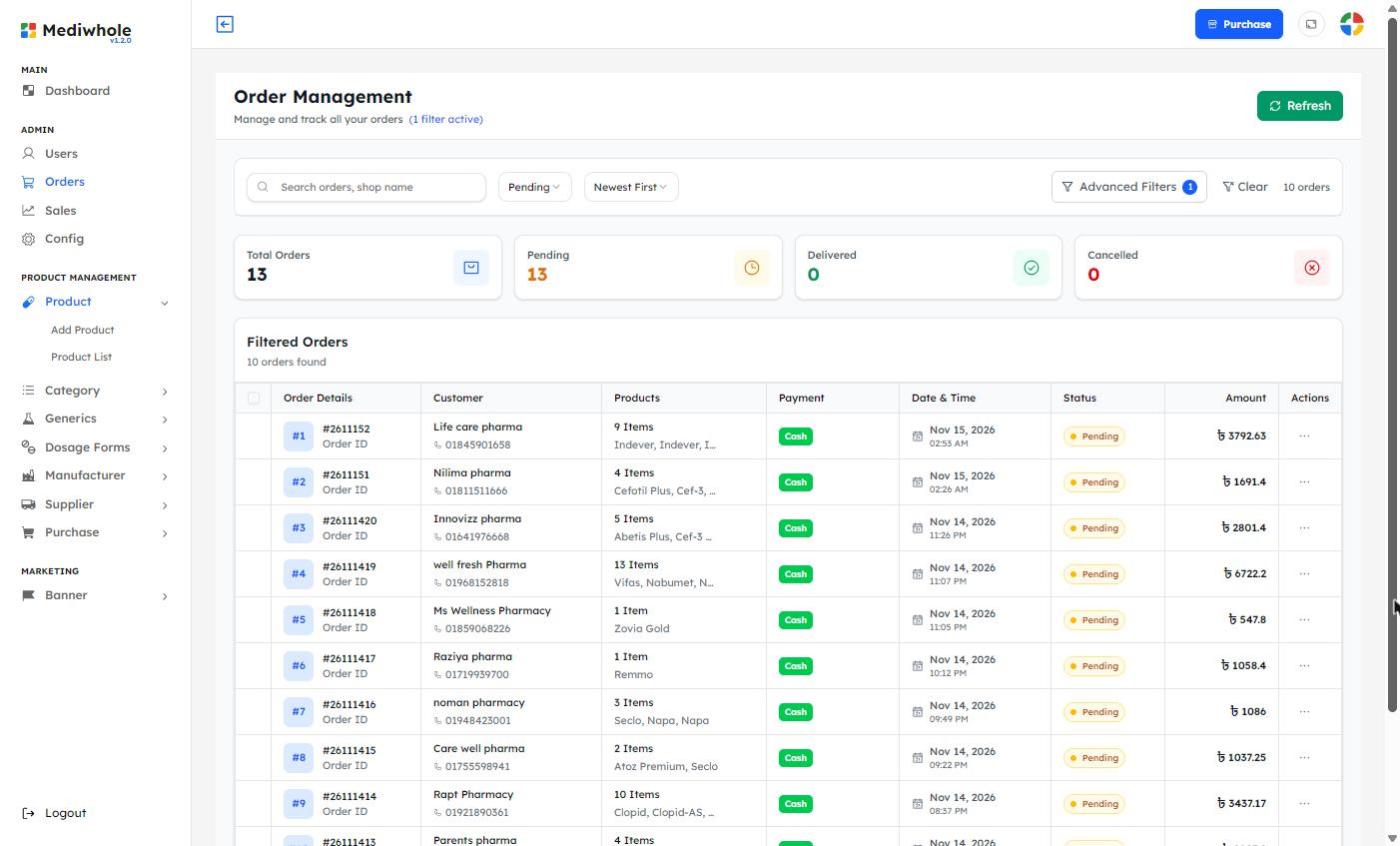 Mediwhole
v1.2.0
MAIN
Dashboard
ADMIN
Users
Orders
Sales
Config
PRODUCT MANAGEMENT
Product
Add Product
Product List
Category
Generics
Dosage Forms
Manufacturer
Supplier
Purchase
MARKETING
Banner
Logout
Purchase
Order Management
Manage and track all your orders (1 filter active)
Refresh
Search orders, shop name
Pending
Newest First
Advanced Filters 1
Clear
10 orders
Total Orders
13
Pending
13
Delivered
0
Cancelled
0
Filtered Orders
10 orders found
Order Details Customer Products Payment Date & Time Status Amount Actions
#1 #2611152 Life care pharma 9 Items Cash Nov 15, 2026 Pending ৳ 3792.63 ...
Order ID 01845901658 Indever, Indever, I... 02:53 AM
#2 #2611151 Nilima pharma 4 Items Cash Nov 15, 2026 Pending ৳ 1691.4 ...
Order ID 01811511666 Cefotil Plus, Cef-3, ... 02:26 AM
#3 #26111420 Innovizz pharma 5 Items Cash Nov 14, 2026 Pending ৳ 2801.4 ...
Order ID 01641976668 Abetis Plus, Cef-3 ... 11:26 PM
#4 #26111419 well fresh Pharma 13 Items Cash Nov 14, 2026 Pending ৳ 6722.2 ...
Order ID 01968152818 Vifas, Nabumet, N... 11:07 PM
#5 #26111418 Ms Wellness Pharmacy 1 Item Cash Nov 14, 2026 Pending ৳ 547.8 ...
Order ID 01859068226 Zovia Gold 11:05 PM
#6 #26111417 Raziya pharma 1 Item Cash Nov 14, 2026 Pending ৳ 1058.4 ...
Order ID 01719939700 Remmo 10:12 PM
#7 #26111416 noman pharmacy 3 Items Cash Nov 14, 2026 Pending ৳ 1086 ...
Order ID 01948423001 Seclo, Napa, Napa 09:49 PM
#8 #26111415 Care well pharma 2 Items Cash Nov 14, 2026 Pending ৳ 1037.25 ...
Order ID 01755598941 Atoz Premium, Seclo 09:22 PM
#9 #26111414 Rapt Pharmacy 10 Items Cash Nov 14, 2026 Pending ৳ 3437.17 ...
Order ID 01921890361 Clopid, Clopid-AS, ... 08:37 PM
#26111413 Parents pharma 4 Items Nov 14, 2026